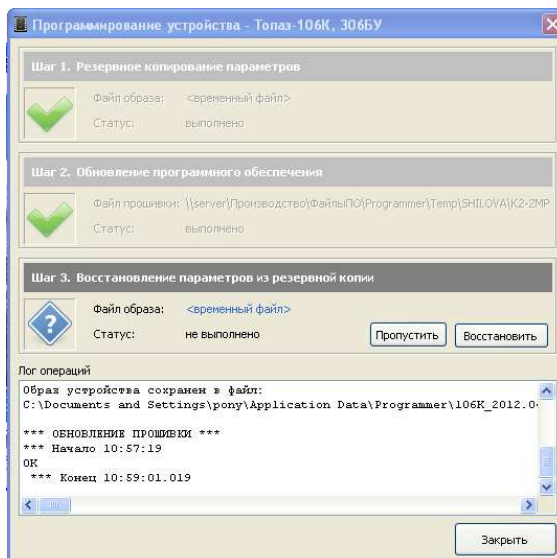 Программирование устройства - Топаз-106К, 306БУ
Шаг 1. Резервное копирование параметров
Файл образа: <временный файл>
Статус: выполнено
Шаг 2. Обновление программного обеспечения
Файл прошивки: \\server\Производство\ФайлыПО\Programmer\Temp\SHILOVA\K2-2MP
Статус: выполнено
Шаг 3. Восстановление параметров из резервной копии
Файл образа: <временный файл>
Статус: не выполнено
Пропустить Восстановить
Лог операций
Образ устройства сохранен в файл:
C:\Documents and Settings\pony\Application Data\Programmer\106K_2012.0
*** ОБНОВЛЕНИЕ ПРОШИВКИ ***
*** Начало 10:57:19
OK
*** Конец 10:59:01.019
Закрыть